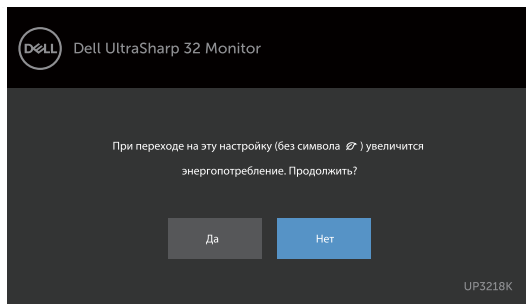 DELL
Dell UltraSharp 32 Monitor
При переходе на эту настройку (без символа ) увеличится
энергопотребление. Продолжить?
Да
Нет
UP3218K